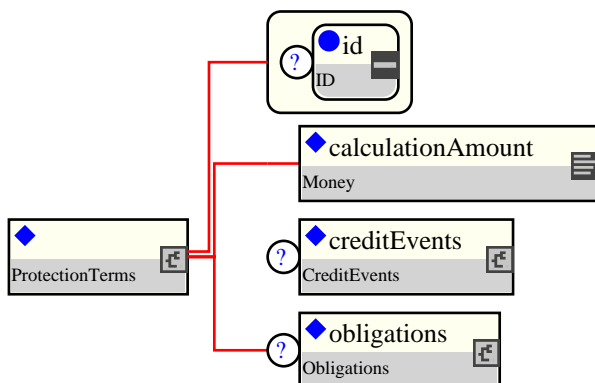 ?
id
ID
calculationAmount
Money
ProtectionTerms
?
creditEvents
CreditEvents
?
obligations
Obligations